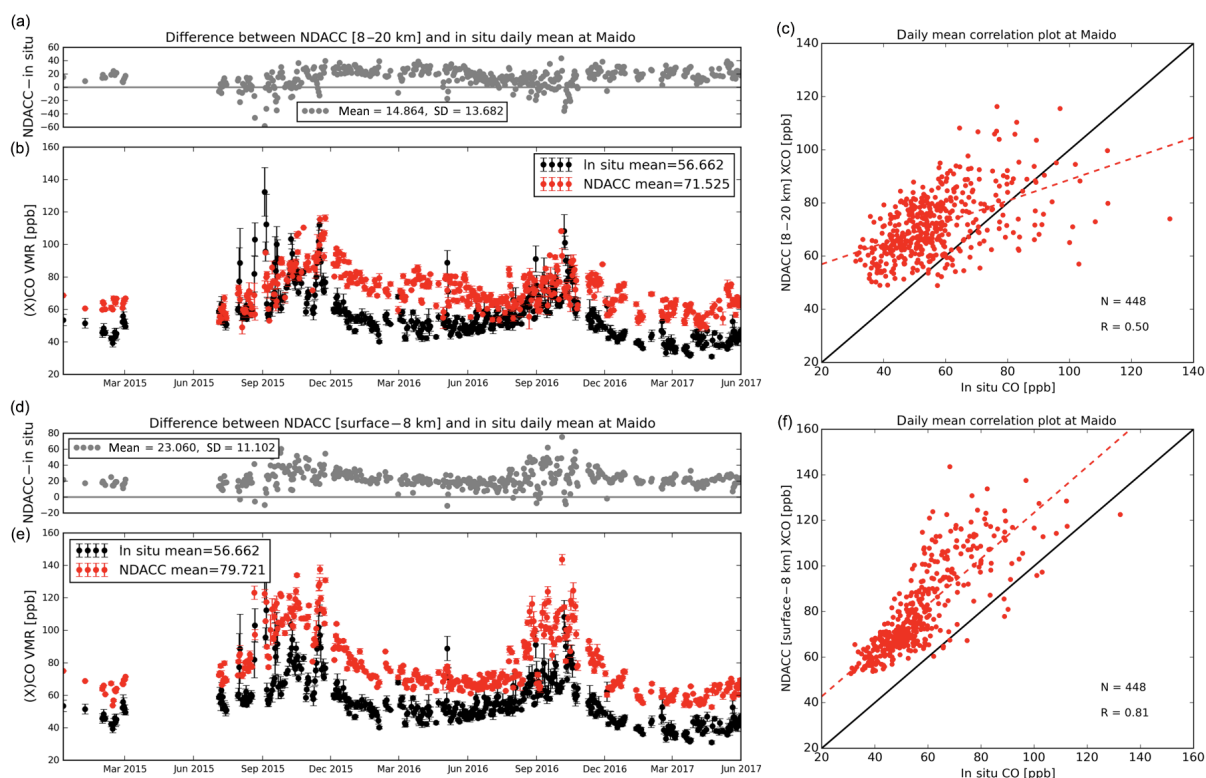 (a)
Difference between NDACC [8−20 km] and in situ daily mean at Maido
NDACC−in situ
60
40
20
0
−20
−40
−60
Mean = 14.864, SD = 13.682
(b)
(X)CO VMR [ppb]
160
140
120
100
80
60
40
20
In situ mean=56.662
NDACC mean=71.525
Mar 2015 Jun 2015 Sep 2015 Dec 2015 Mar 2016 Jun 2016 Sep 2016 Dec 2016 Mar 2017 Jun 2017
(c)
Daily mean correlation plot at Maido
NDACC [8−20 km] XCO [ppb]
140
120
100
80
60
40
20
N = 448
R = 0.50
20 40 60 80 100 120 140
In situ CO [ppb]
(d)
Difference between NDACC [surface−8 km] and in situ daily mean at Maido
NDACC−in situ
80
60
40
20
0
−20
Mean = 23.060, SD = 11.102
(e)
(X)CO VMR [ppb]
160
140
120
100
80
60
40
20
In situ mean=56.662
NDACC mean=79.721
Mar 2015 Jun 2015 Sep 2015 Dec 2015 Mar 2016 Jun 2016 Sep 2016 Dec 2016 Mar 2017 Jun 2017
(f)
Daily mean correlation plot at Maido
NDACC [surface−8 km] XCO [ppb]
160
140
120
100
80
60
40
20
N = 448
R = 0.81
20 40 60 80 100 120 140 160
In situ CO [ppb]